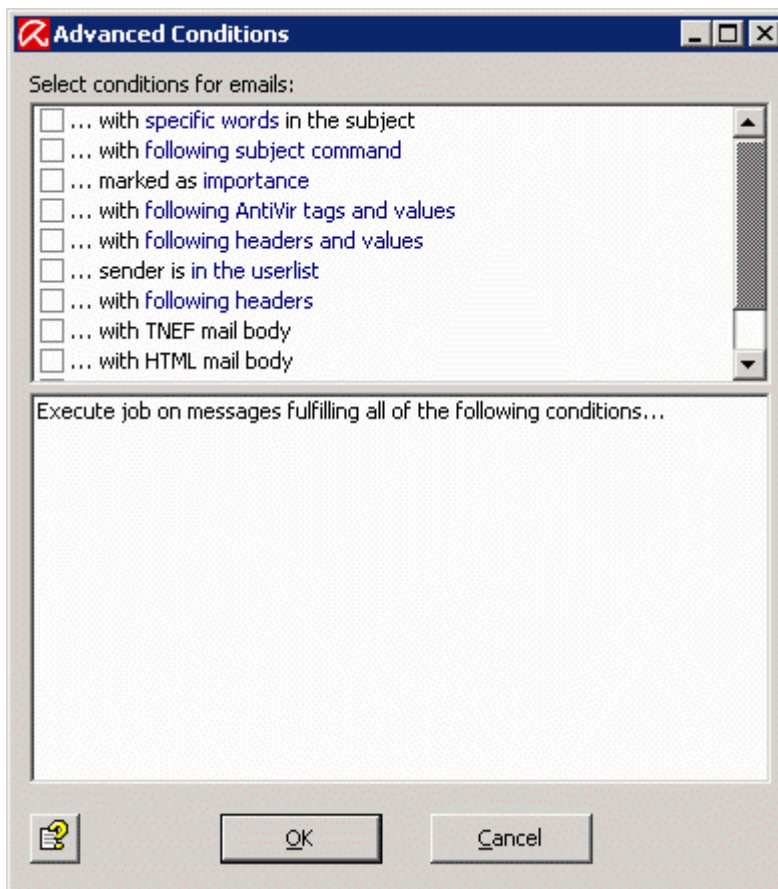 Advanced Conditions
Select conditions for emails:
... with specific words in the subject
... with following subject command
... marked as importance
... with following AntiVir tags and values
... with following headers and values
... sender is in the userlist
... with following headers
... with TNEF mail body
... with HTML mail body
Execute job on messages fulfilling all of the following conditions...
OK
Cancel